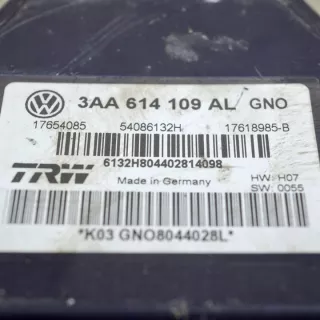 3AA 614 109 AL GNO
17654085 54086132H 17618985-B
6132H804402814098
TRW
Made in Germany
HW: H07
SW: 0055
*K03 GNO8044028L*